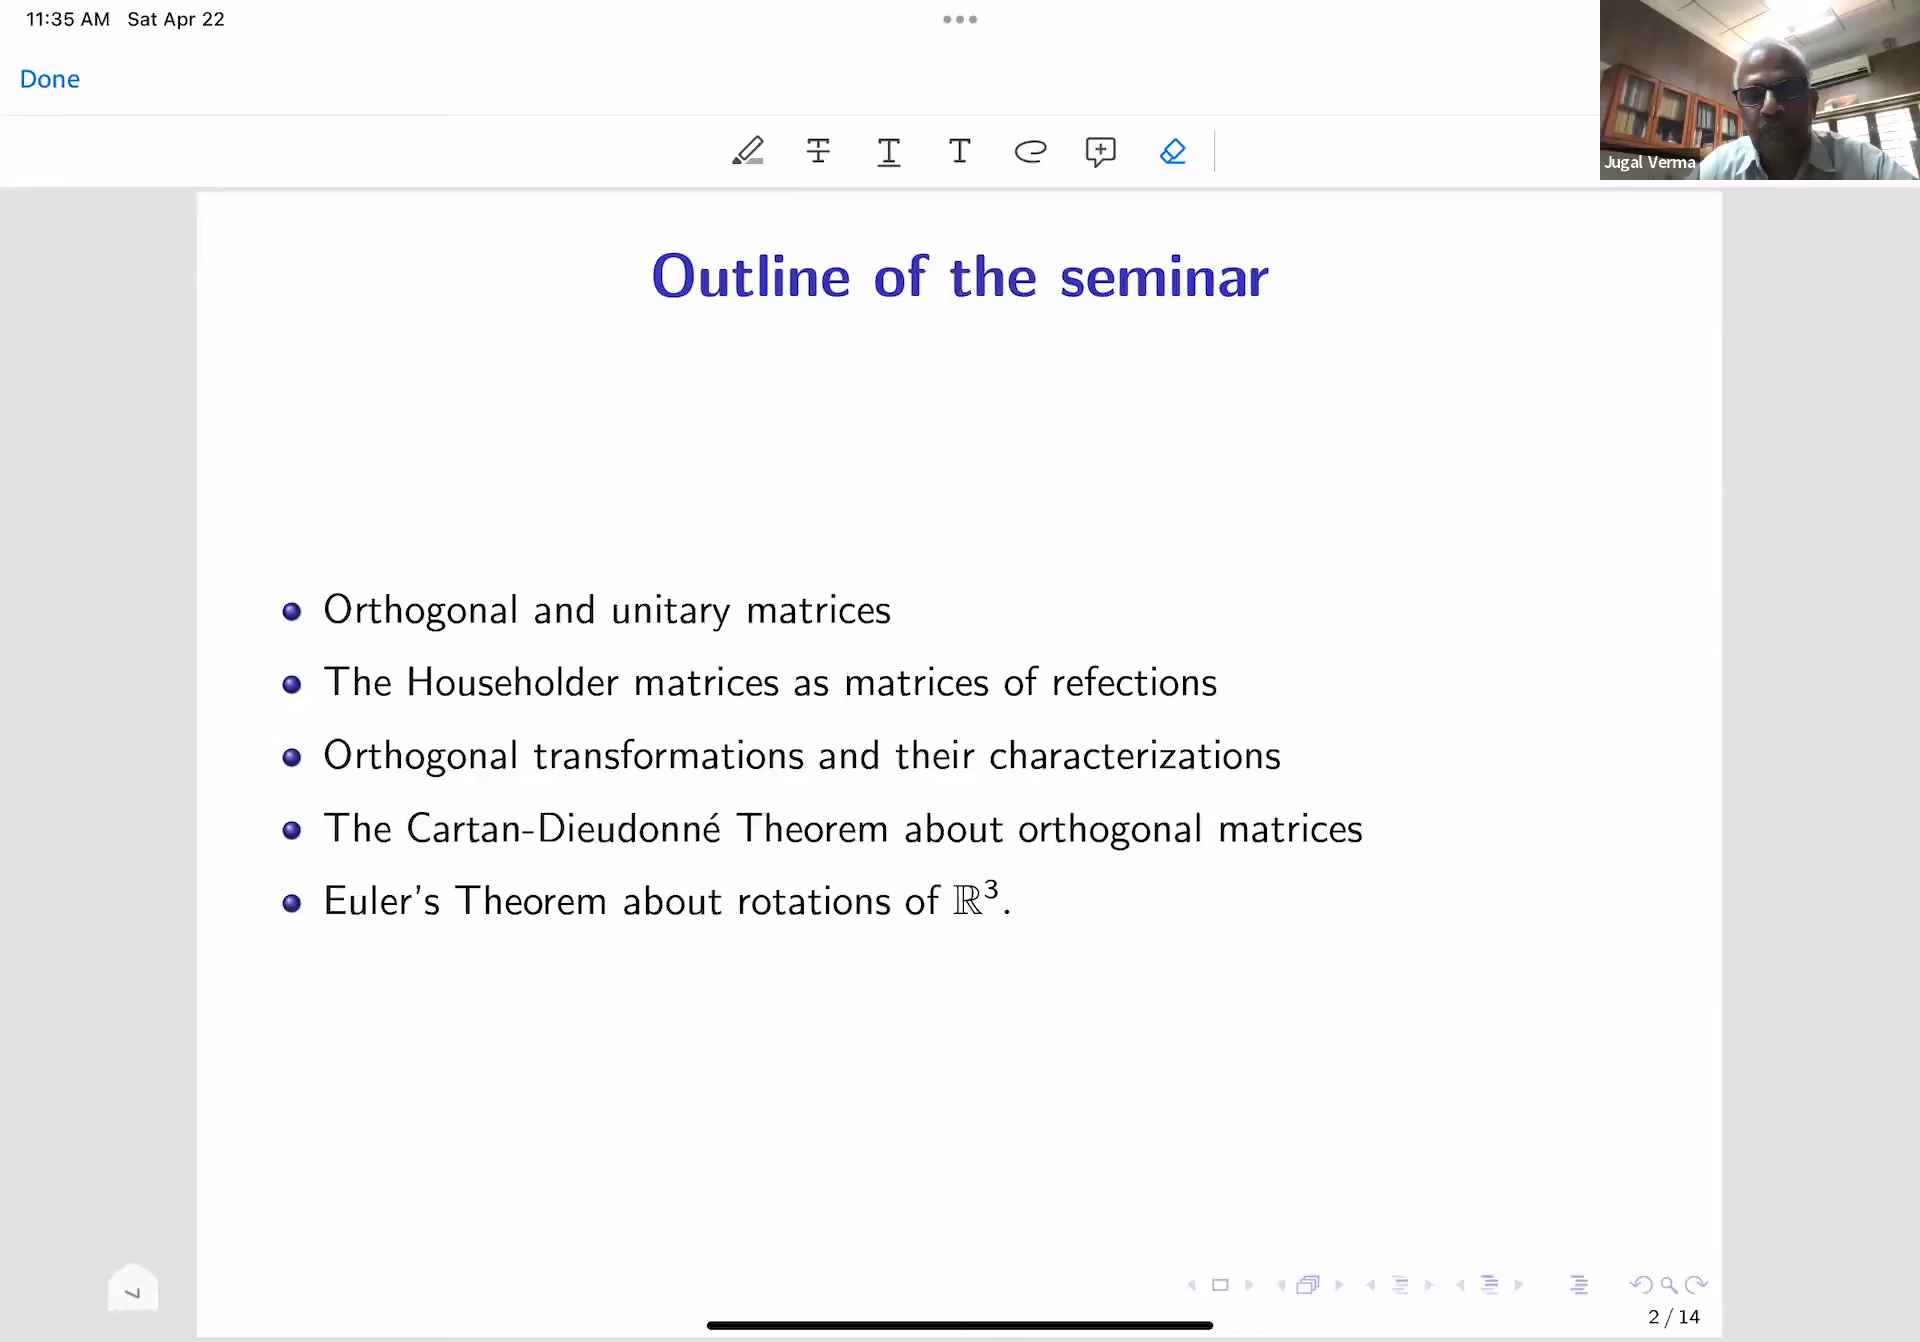 11:35 AM Sat Apr 22
Done
T T T
Jugal Verma
Outline of the seminar
Orthogonal and unitary matrices
The Householder matrices as matrices of refections
Orthogonal transformations and their characterizations
The Cartan-Dieudonné Theorem about orthogonal matrices
Euler's Theorem about rotations of ℝ³.
2 / 14